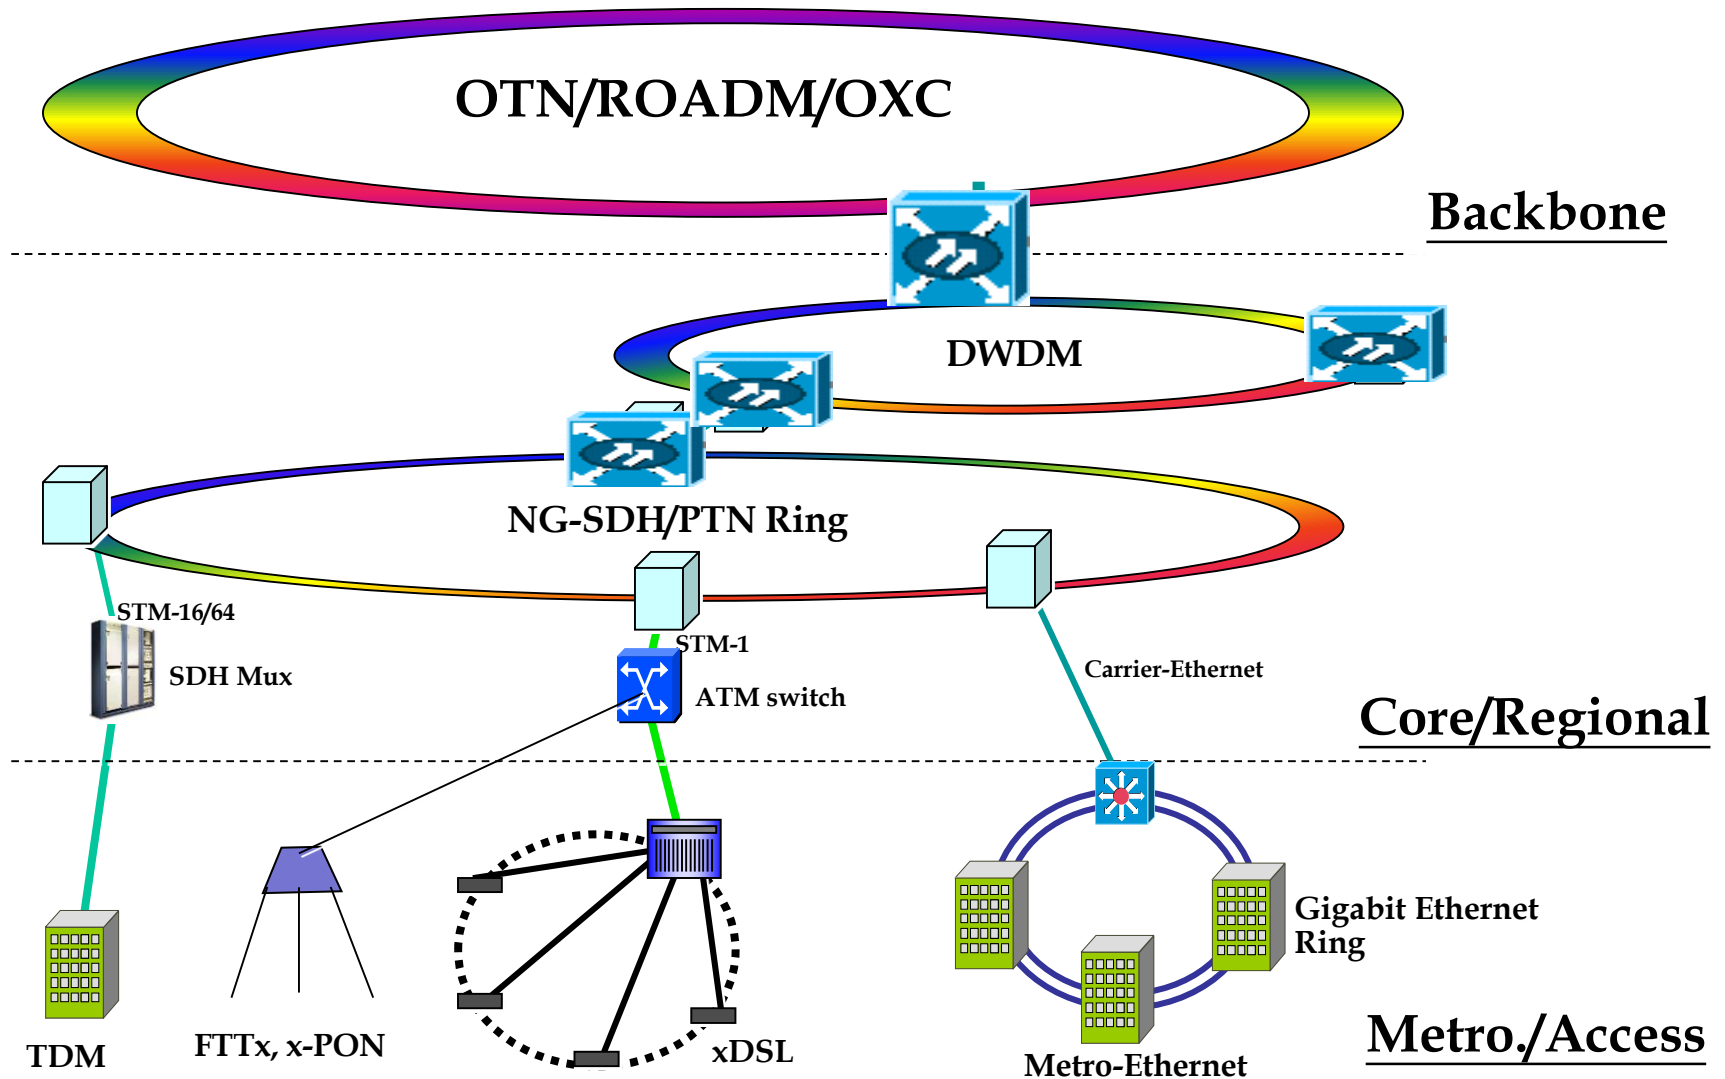 OTN/ROADM/OXC
Backbone
DWDM
NG-SDH/PTN Ring
STM-16/64
SDH Mux
STM-1
ATM switch
Carrier-Ethernet
Core/Regional
Gigabit Ethernet
Ring
TDM
FTTx, x-PON
xDSL
Metro-Ethernet
Metro./Access